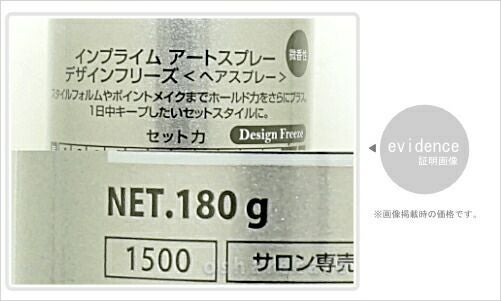 インプライム アートスプレー
微香性
デザインフリーズ＜ヘアスプレー＞
スタイルフォルムやポイントメイクまでホールド力をさらにプラス。
1日中キープしたいセットスタイルに。
セット力 Design Freeze
NET.180 g
1500 サロン専売
evidence
証明画像
※画像掲載時の価格です。